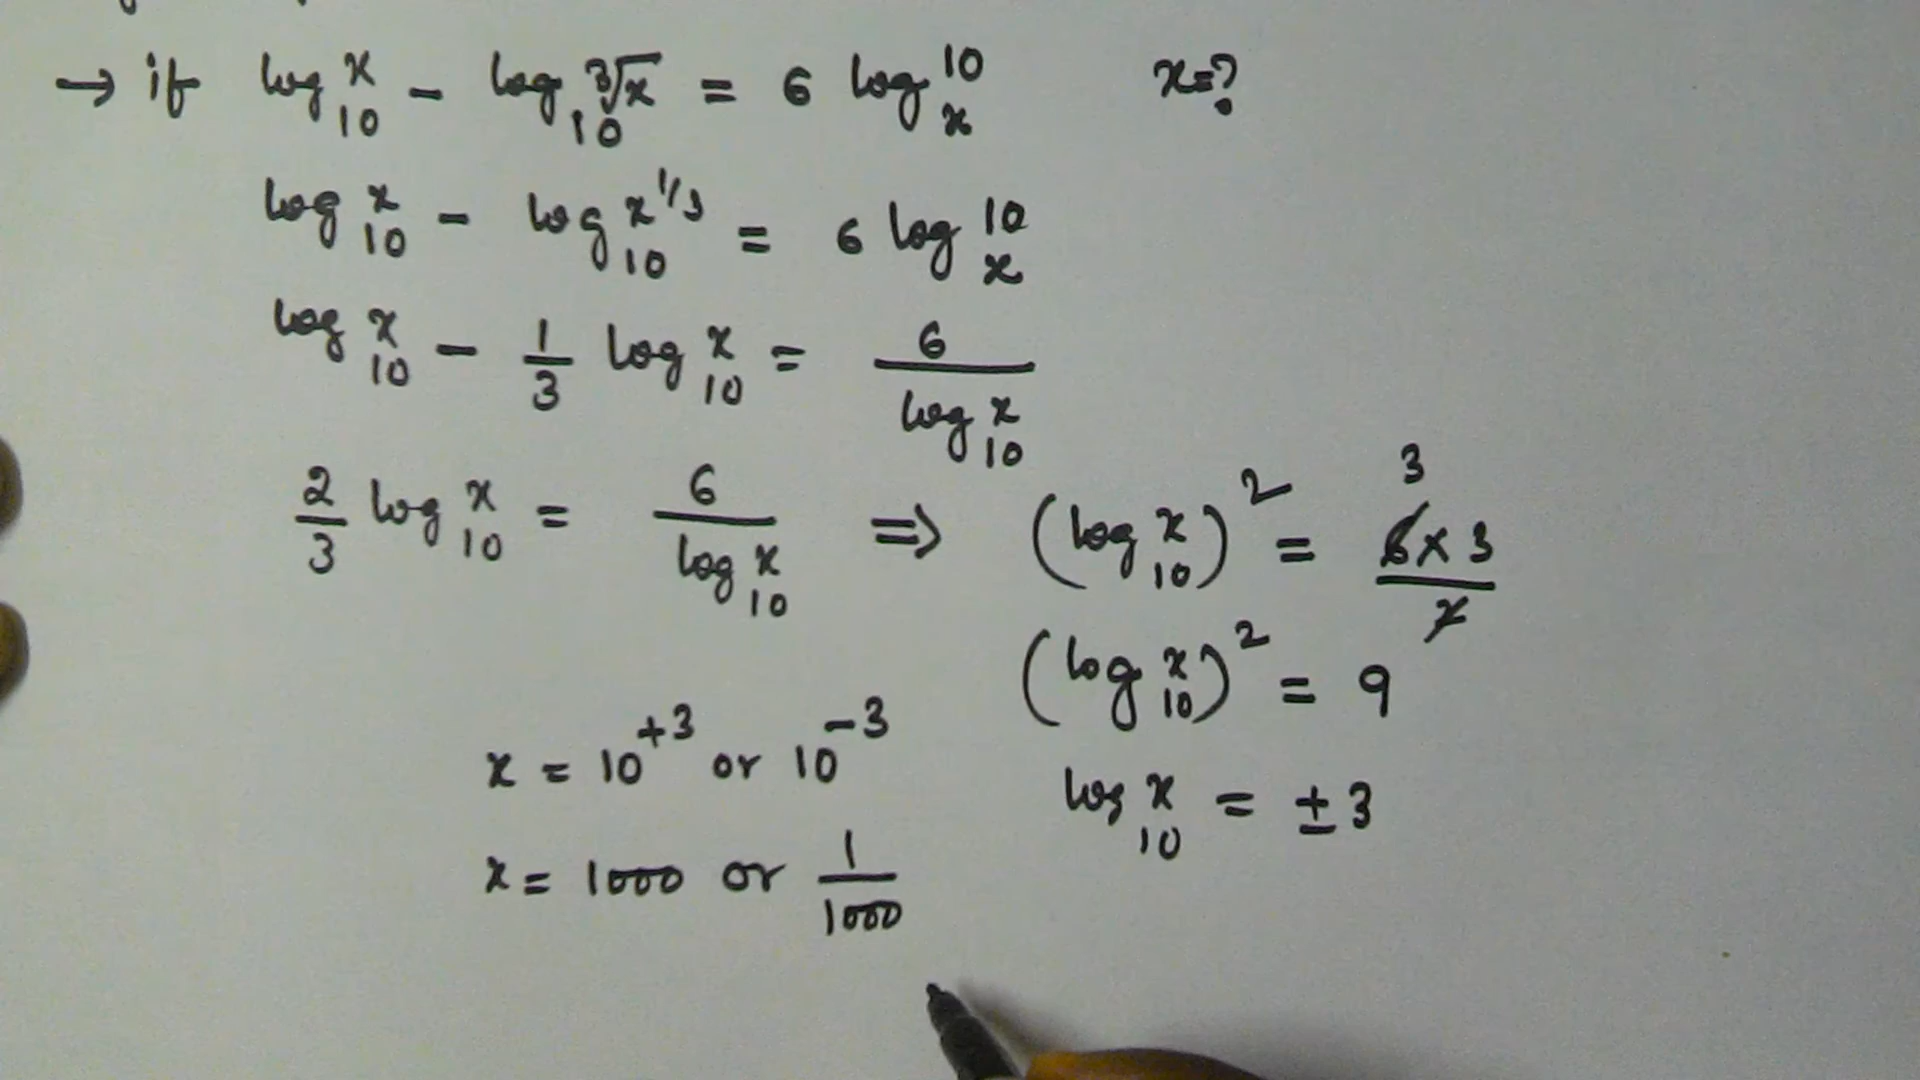 → if log₁₀ x - log₁₀ ∛x = 6 logₓ 10 x=?
log₁₀ x - log₁₀ x^1/3 = 6 logₓ 10
log₁₀ x - 1/3 log₁₀ x = 6/(log₁₀ x)
2/3 log₁₀ x = 6/(log₁₀ x) ⇒ (log₁₀ x)² = 6×3/2 3
(log₁₀ x)² = 9
log₁₀ x = ±3
x = 10^+3 or 10^-3
x = 1000 or 1/1000